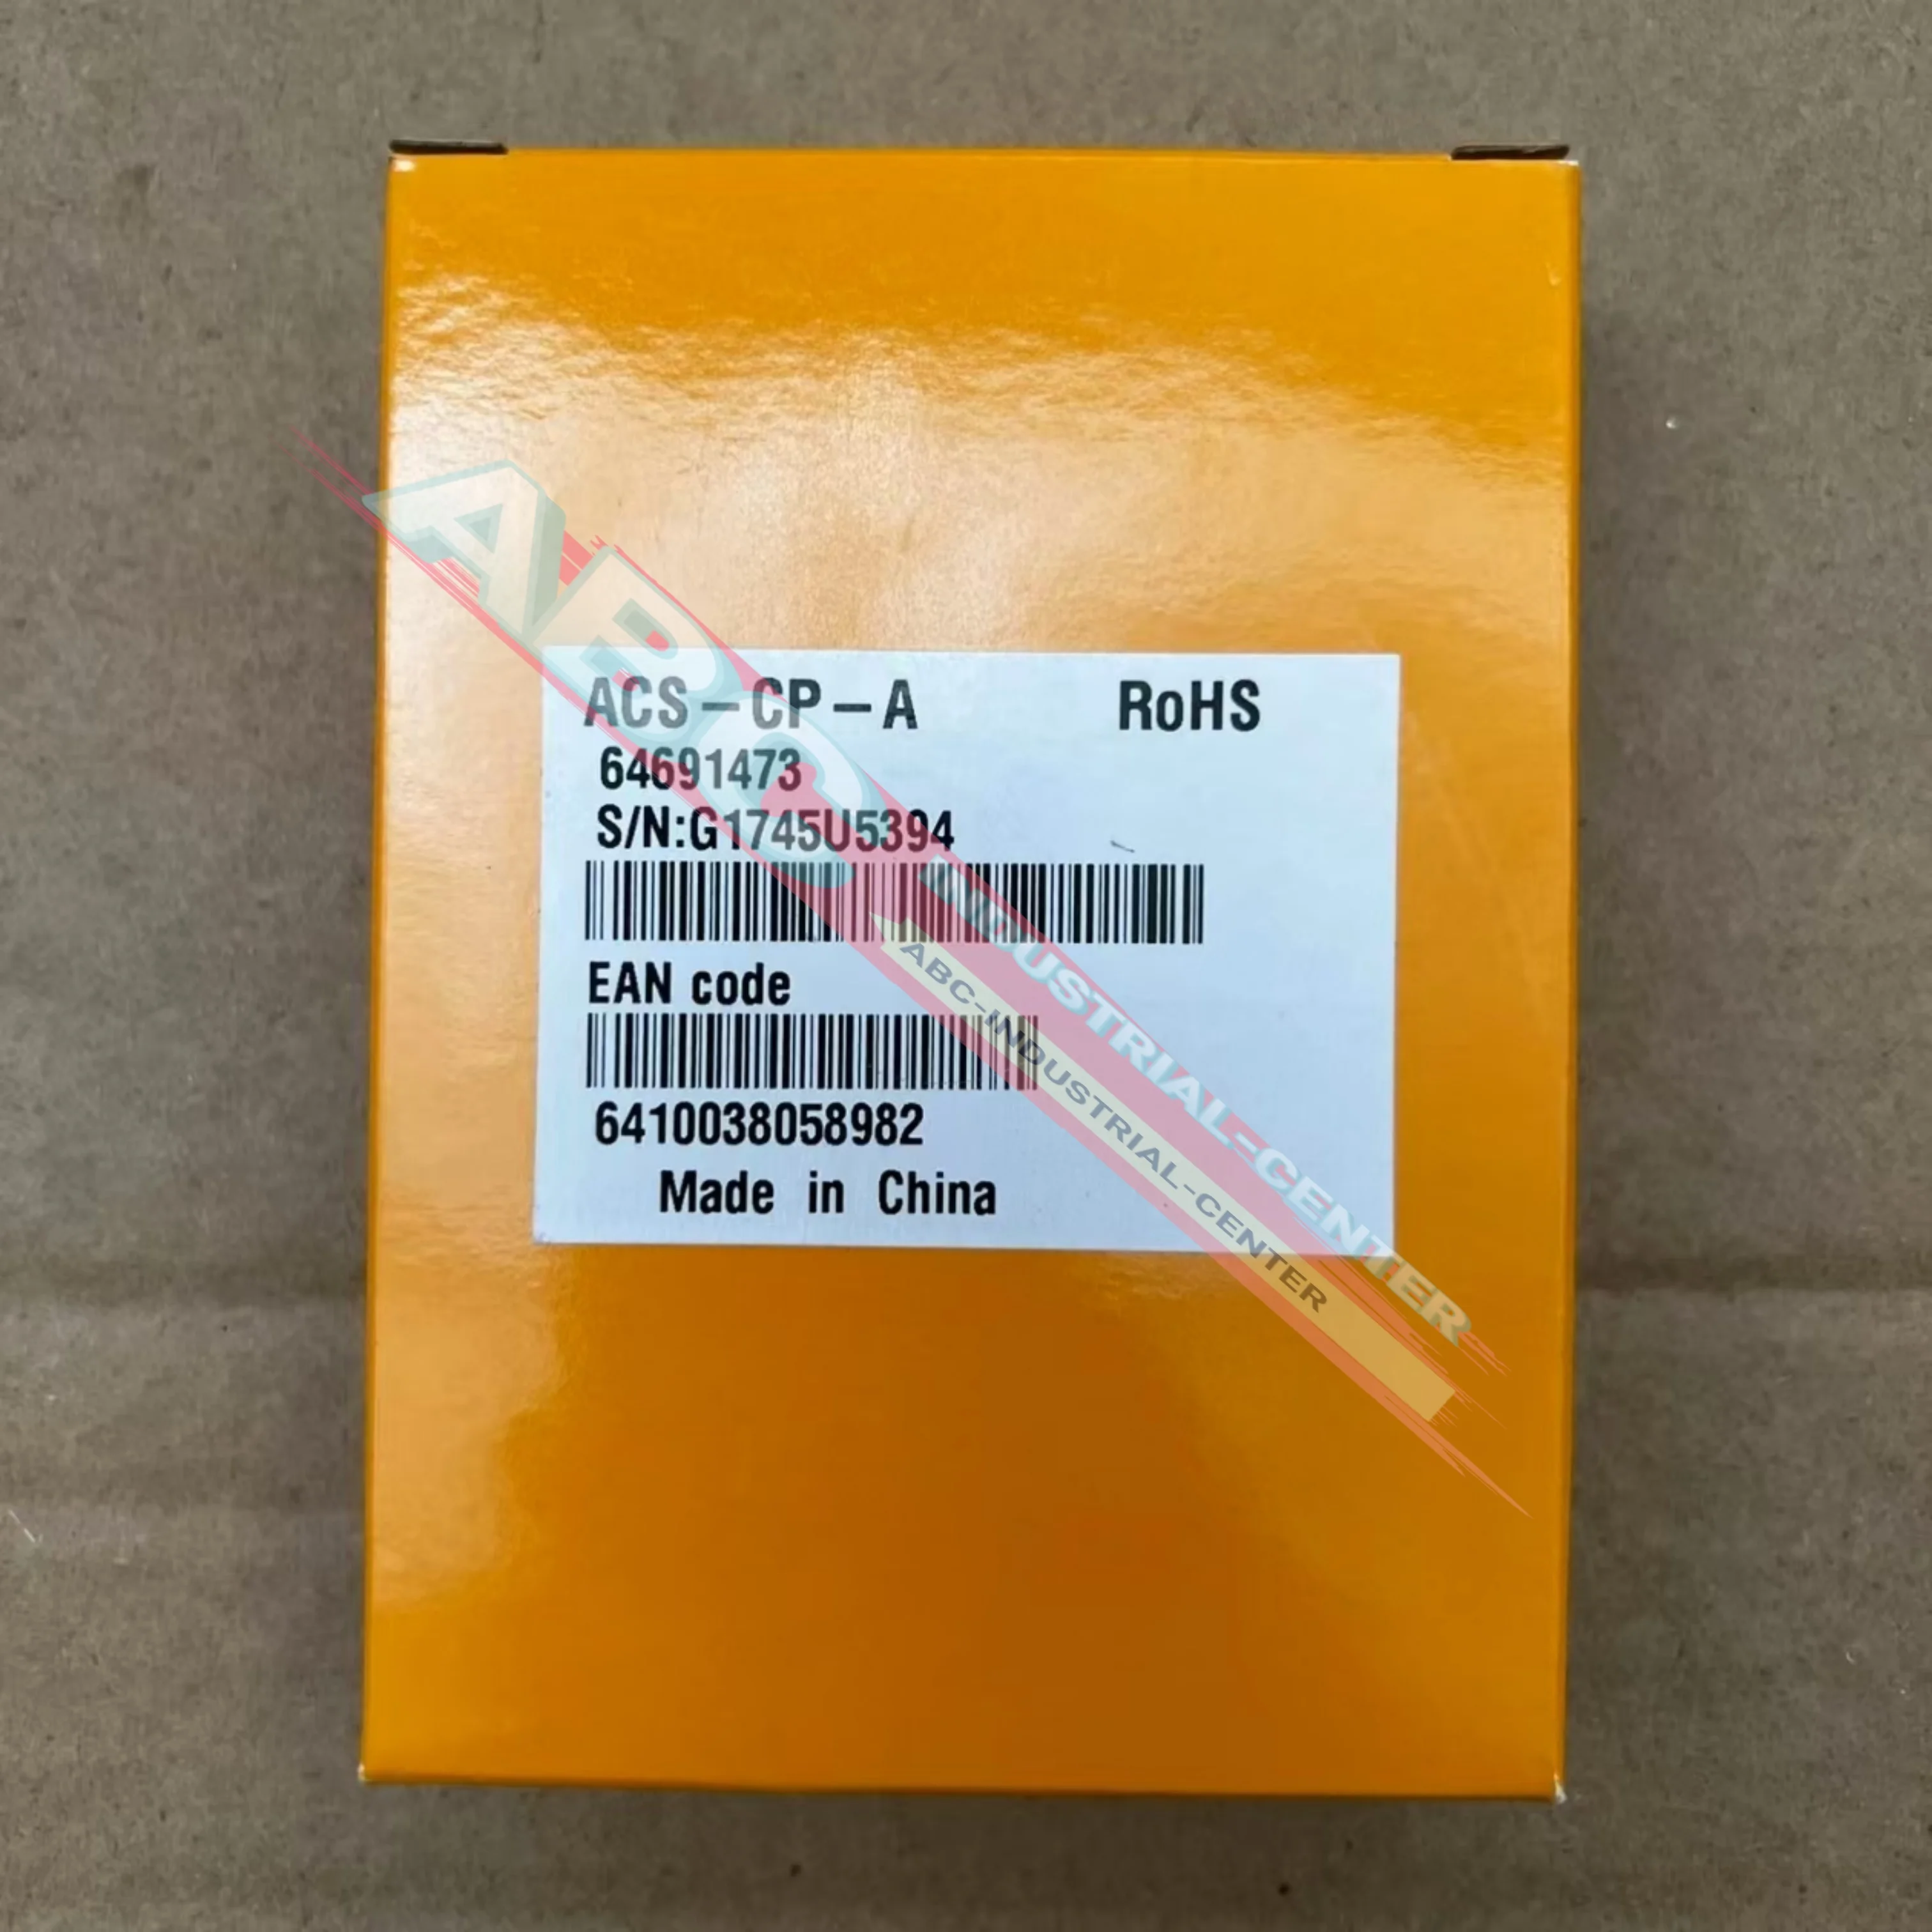 ACS-CP-A RoHS
64691473
S/N:G1745U5394
EAN code
6410038058982
Made in China
ABC INDUSTRIAL-CENTER
ABC-INDUSTRIAL-CENTER